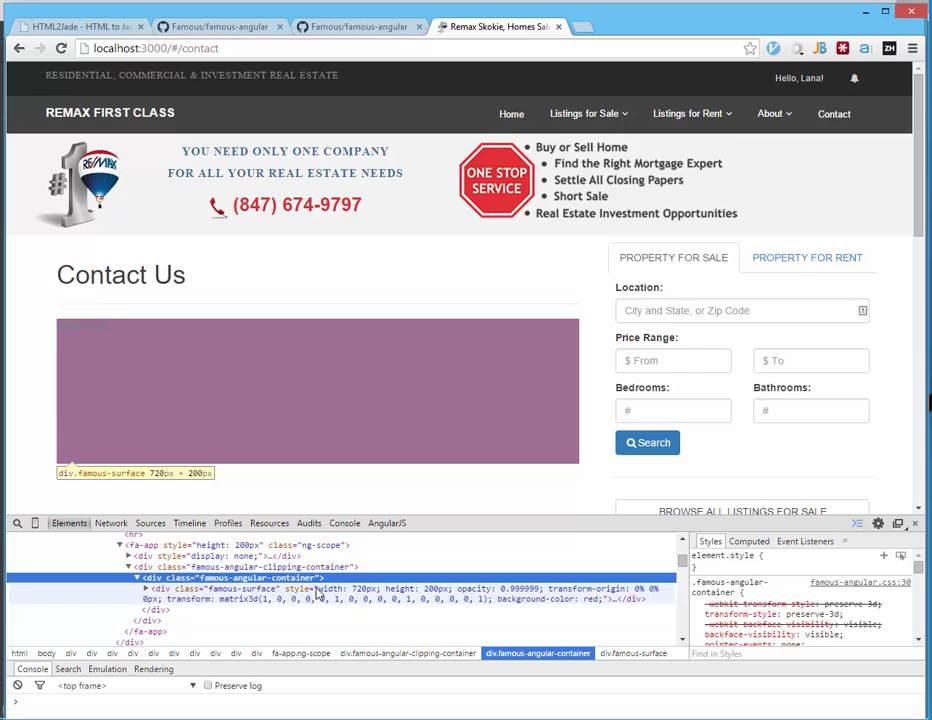 HTML2Jade - HTML to Ja
Famous/famous-angular
Famous/famous-angular
Remax Skokie, Homes Sal
localhost:3000/#/contact
RESIDENTIAL, COMMERCIAL & INVESTMENT REAL ESTATE
Hello, Lana!
REMAX FIRST CLASS
Home
Listings for Sale
Listings for Rent
About
Contact
#1
RE/MAX
YOU NEED ONLY ONE COMPANY
FOR ALL YOUR REAL ESTATE NEEDS
(847) 674-9797
ONE STOP
SERVICE
Buy or Sell Home
Find the Right Mortgage Expert
Settle All Closing Papers
Short Sale
Real Estate Investment Opportunities
Contact Us
div.famous-surface 720px × 200px
PROPERTY FOR SALE
PROPERTY FOR RENT
Location:
City and State, or Zip Code
Price Range:
$ From
$ To
Bedrooms:
Bathrooms:
#
#
Search
BROWSE ALL LISTINGS FOR SALE
Elements
Network
Sources
Timeline
Profiles
Resources
Audits
Console
AngularJS
<fa-app style="height: 200px" class="ng-scope">
<div style="display: none;">…</div>
<div class="famous-angular-clipping-container">
<div class="famous-angular-container">
<div class="famous-surface" style="width: 720px; height: 200px; opacity: 0.999999; transform-origin: 0% 0%
0px; transform: matrix3d(1, 0, 0, 0, 0, 1, 0, 0, 0, 0, 1, 0, 0, 0, 0, 1); background-color: red;">…</div>
</div>
</div>
</fa-app>
</div>
html body div div div div div div div div div fa-app.ng-scope div.famous-angular-clipping-container div.famous-angular-container div.famous-surface
Styles
Computed
Event Listeners
»
element.style {
}
.famous-angular-
famous-angular.css:30
container {
-webkit-transform-style: preserve-3d;
transform-style: preserve-3d;
-webkit-backface-visibility: visible;
backface-visibility: visible;
pointer-events: none;
Find in Styles
Console
Search
Emulation
Rendering
<top frame>
Preserve log